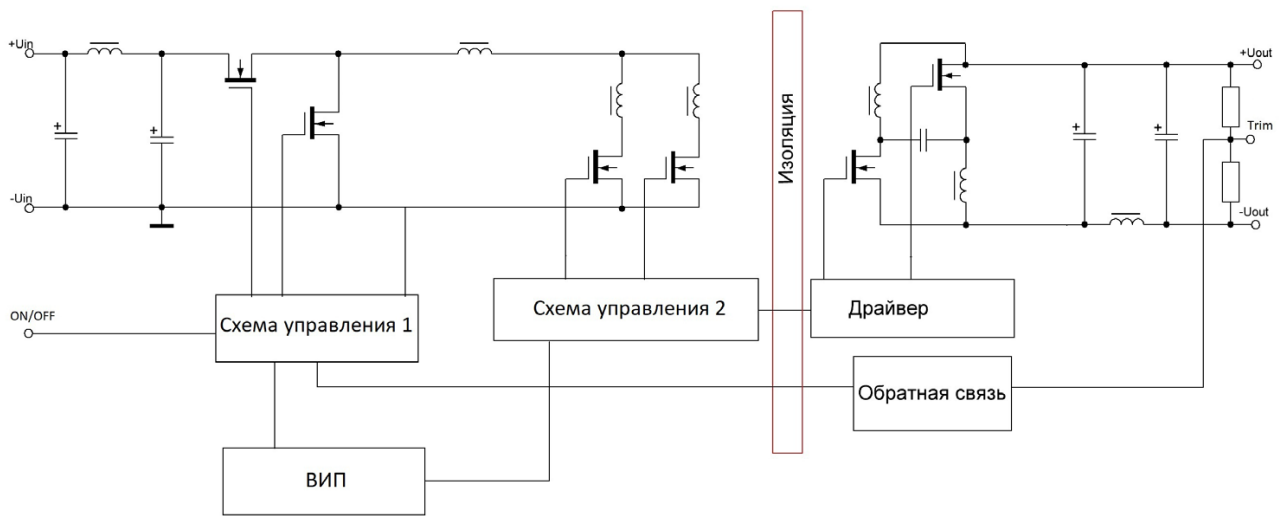 +Uin
-Uin
ON/OFF
Схема управления 1
ВИП
Схема управления 2
Изоляция
Драйвер
Обратная связь
+Uout
Trim
-Uout
+
+
+
+